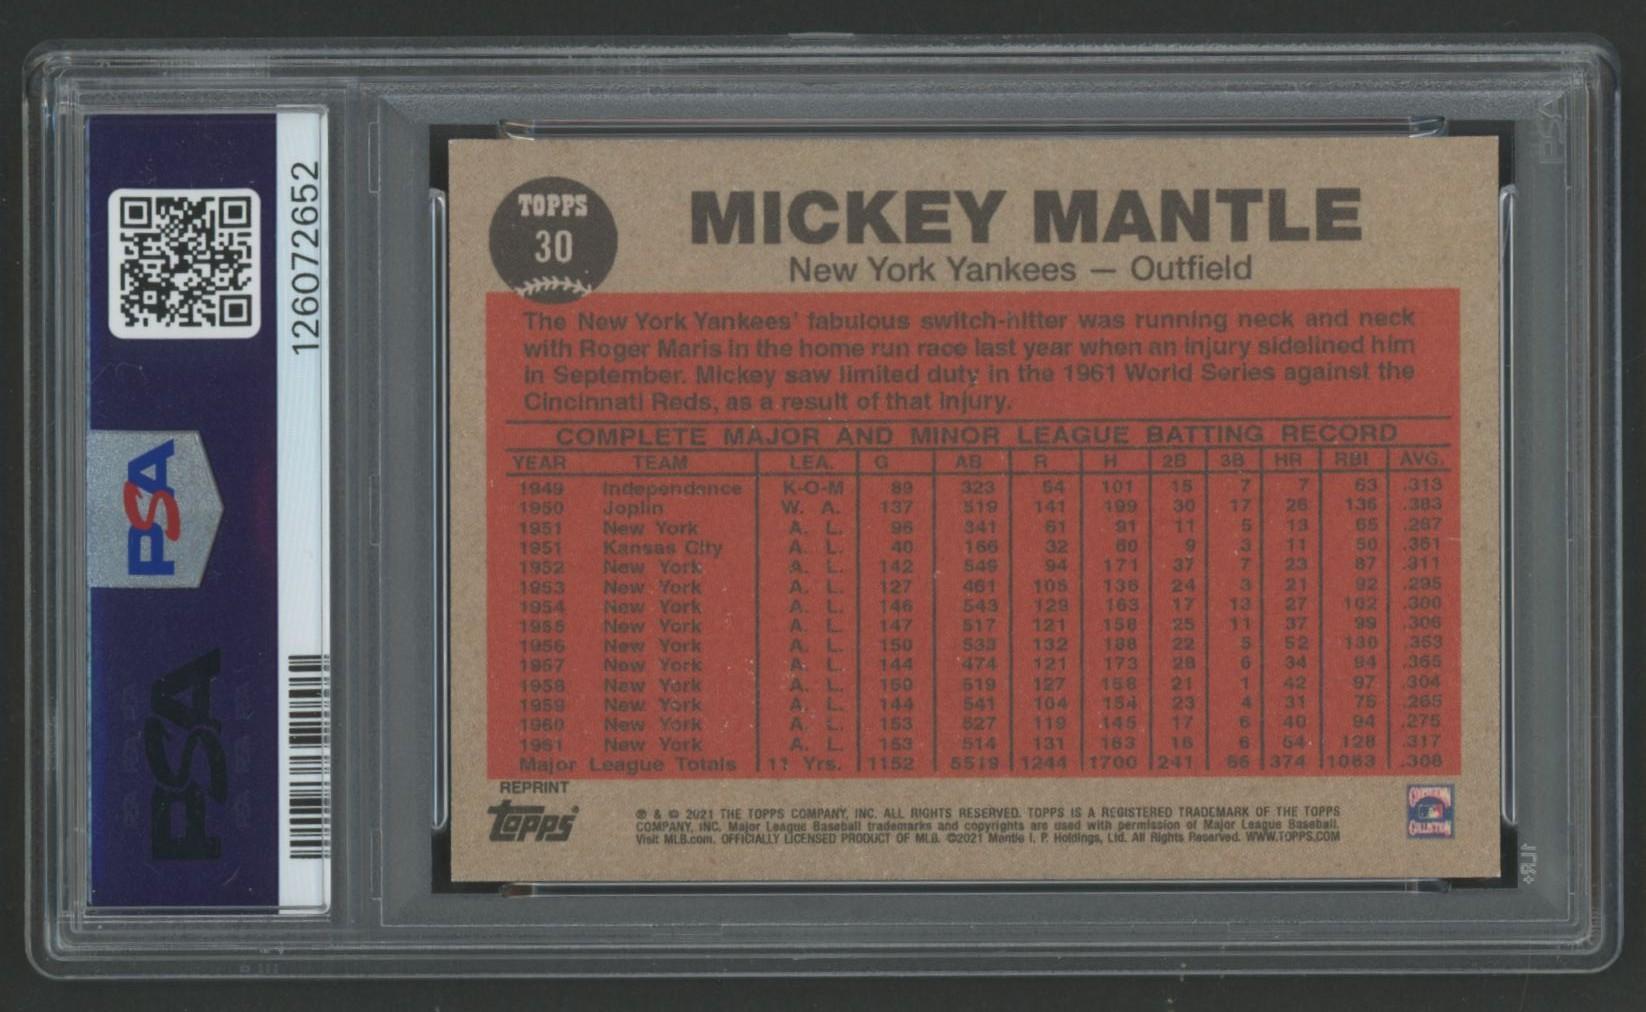 126072652
PSA
PSA
TOPPS
30
MICKEY MANTLE
New York Yankees — Outfield
The New York Yankees' fabulous switch-hitter was running neck and neck
with Roger Maris in the home run race last year when an injury sidelined him
in September. Mickey saw limited duty in the 1961 World Series against the
Cincinnati Reds, as a result of that injury.
COMPLETE MAJOR AND MINOR LEAGUE BATTING RECORD
YEAR TEAM LEA. G AB R H 2B 3B HR RBI AVG.
1949 Independence K-O-M 89 323 54 101 15 7 7 63 .313
1950 Joplin W. A. 137 519 141 199 30 17 26 136 .383
1951 New York A. L. 96 341 61 91 11 5 13 65 .267
1951 Kansas City A. L. 40 166 32 60 9 3 11 50 .361
1952 New York A. L. 142 549 94 171 37 7 23 87 .311
1953 New York A. L. 127 461 105 136 24 3 21 92 .295
1954 New York A. L. 146 543 129 163 17 13 27 102 .300
1955 New York A. L. 147 517 121 158 25 11 37 99 .306
1956 New York A. L. 150 533 132 188 22 5 52 130 .353
1957 New York A. L. 144 474 121 173 28 6 34 94 .365
1958 New York A. L. 150 519 127 158 21 1 42 97 .304
1959 New York A. L. 144 541 104 154 23 4 31 75 .265
1960 New York A. L. 153 527 119 145 17 6 40 94 .275
1961 New York A. L. 153 514 131 163 16 6 54 128 .317
Major League Totals 11 Yrs. 1152 5519 1244 1700 241 66 374 1063 .308
REPRINT
Topps
® & © 2021 THE TOPPS COMPANY, INC. ALL RIGHTS RESERVED. TOPPS IS A REGISTERED TRADEMARK OF THE TOPPS
COMPANY, INC. Major League Baseball trademarks and copyrights are used with permission of Major League Baseball.
Visit MLB.com. OFFICIALLY LICENSED PRODUCT OF MLB. ©2021 Mantle I. P. Holdings, Ltd. All Rights Reserved. WWW.TOPPS.COM
COOPERSTOWN
COLLECTION